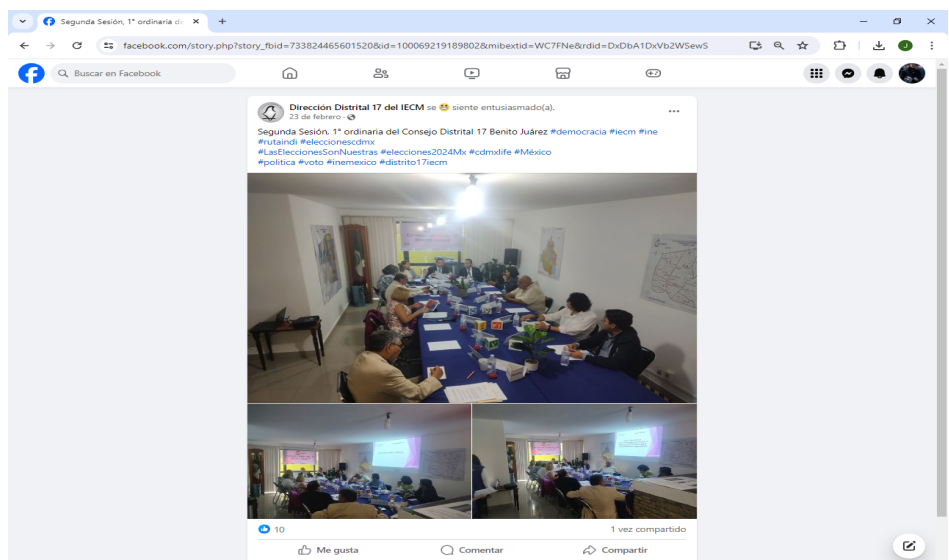 Segunda Sesión, 1° ordinaria de
facebook.com/story.php?story_fbid=733824465601520&id=100069219189802&mibextid=WC7FNe&rdid=DxDbA1DxVb2WSewS
Buscar en Facebook
Dirección Distrital 17 del IECM se 😊 siente entusiasmado(a).
23 de febrero ·
Segunda Sesión, 1° ordinaria del Consejo Distrital 17 Benito Juárez #democracia #iecm #ine
#rutaindi #eleccionescdmx
#LasEleccionesSonNuestras #elecciones2024Mx #cdmxlife #México
#politica #voto #inemexico #distrito17iecm
10
1 vez compartido
Me gusta
Comentar
Compartir